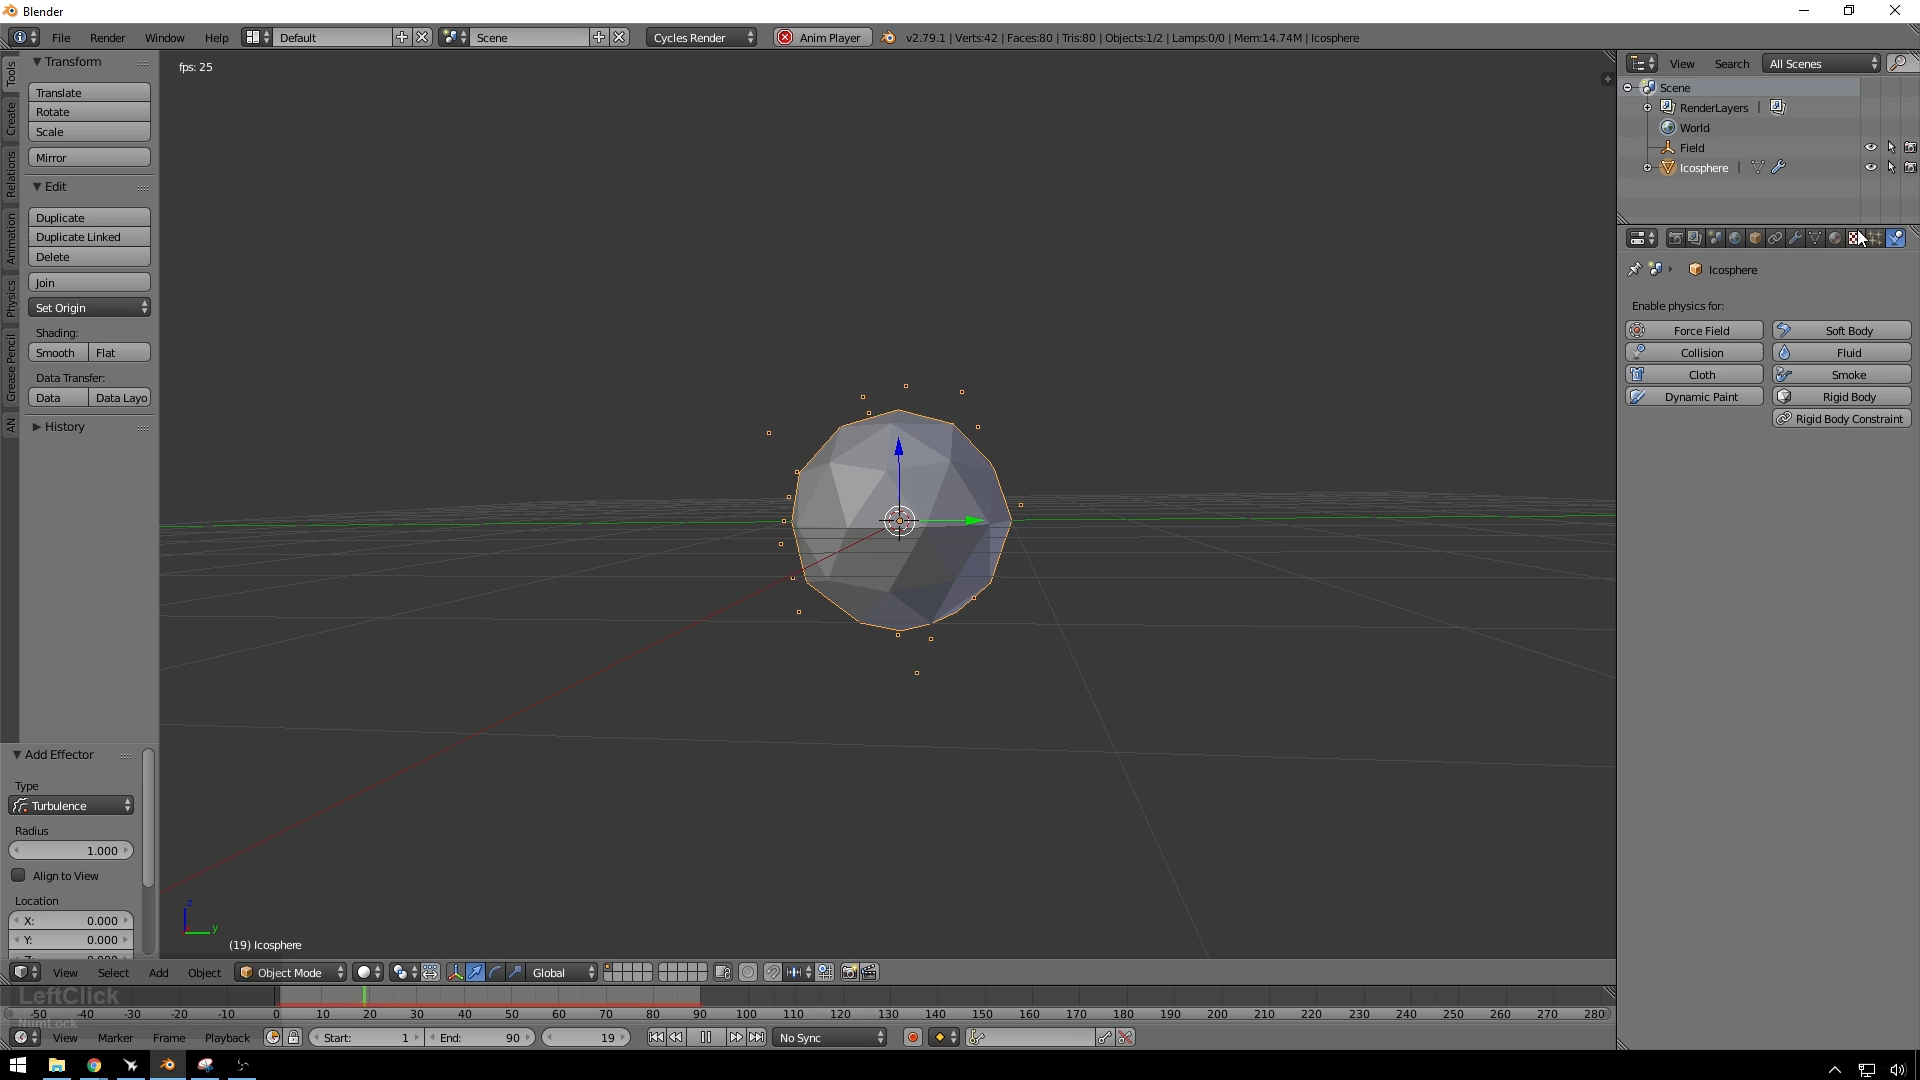 Blender
File Render Window Help Default Scene Cycles Render Anim Player v2.79.1 | Verts:42 | Faces:80 | Tris:80 | Objects:1/2 | Lamps:0/0 | Mem:14.74M | Icosphere
Tools
Create
Relations
Animation
Physics
Grease Pencil
AN
Transform
Translate
Rotate
Scale
Mirror
Edit
Duplicate
Duplicate Linked
Delete
Join
Set Origin
Shading:
Smooth Flat
Data Transfer:
Data Data Layo
History
Add Effector
Type
Turbulence
Radius
1.000
Align to View
Location
X: 0.000
Y: 0.000
fps: 25
z
y
(19) Icosphere
View Search All Scenes
Scene
RenderLayers |
World
Field
Icosphere |
Icosphere
Enable physics for:
Force Field Soft Body
Collision Fluid
Cloth Smoke
Dynamic Paint Rigid Body
Rigid Body Constraint
View Select Add Object Object Mode Global
LeftClick
NumLock
-50 -40 -30 -20 -10 0 10 20 30 40 50 60 70 80 90 100 110 120 130 140 150 160 170 180 190 200 210 220 230 240 250 260 270 280
View Marker Frame Playback Start: 1 End: 90 19 No Sync